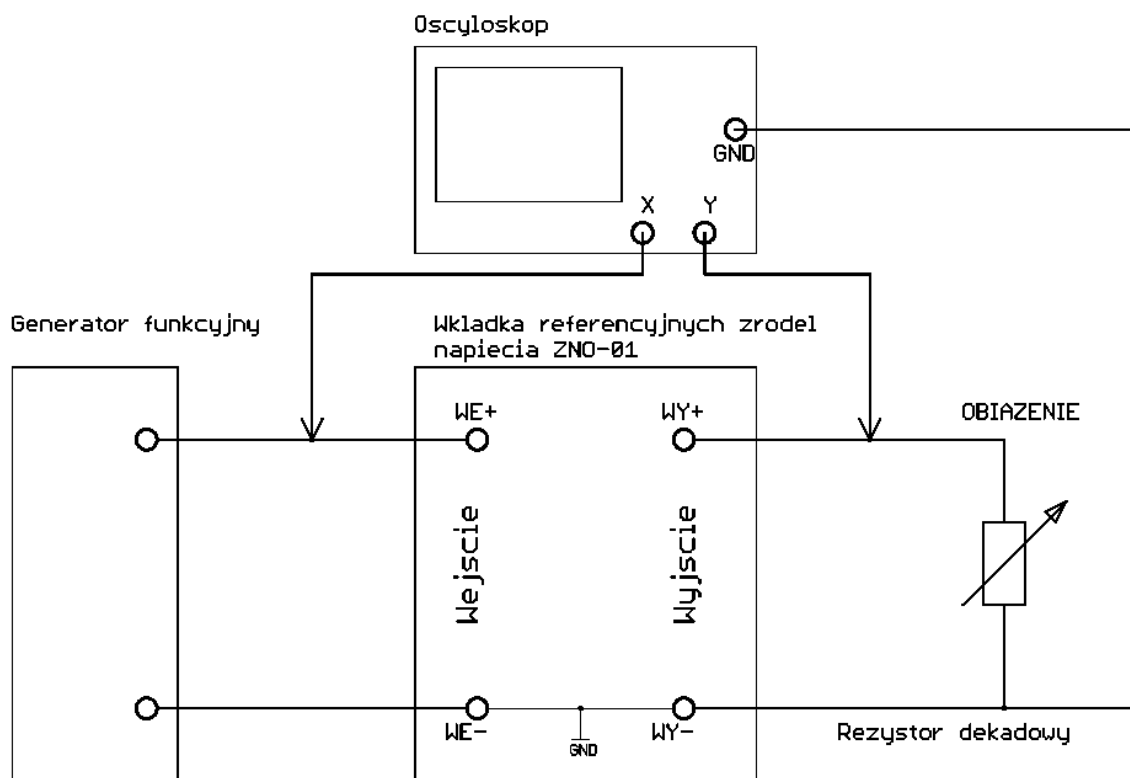 Oscyloskop
GND
X Y
Generator funkcyjny
Wkladka referencyjnych zrodel
napiecia ZNO-01
WE+ WY+
OBIAZENIE
Wejscie
Wyjscie
WE- WY-
GND
Rezystor dekadowy